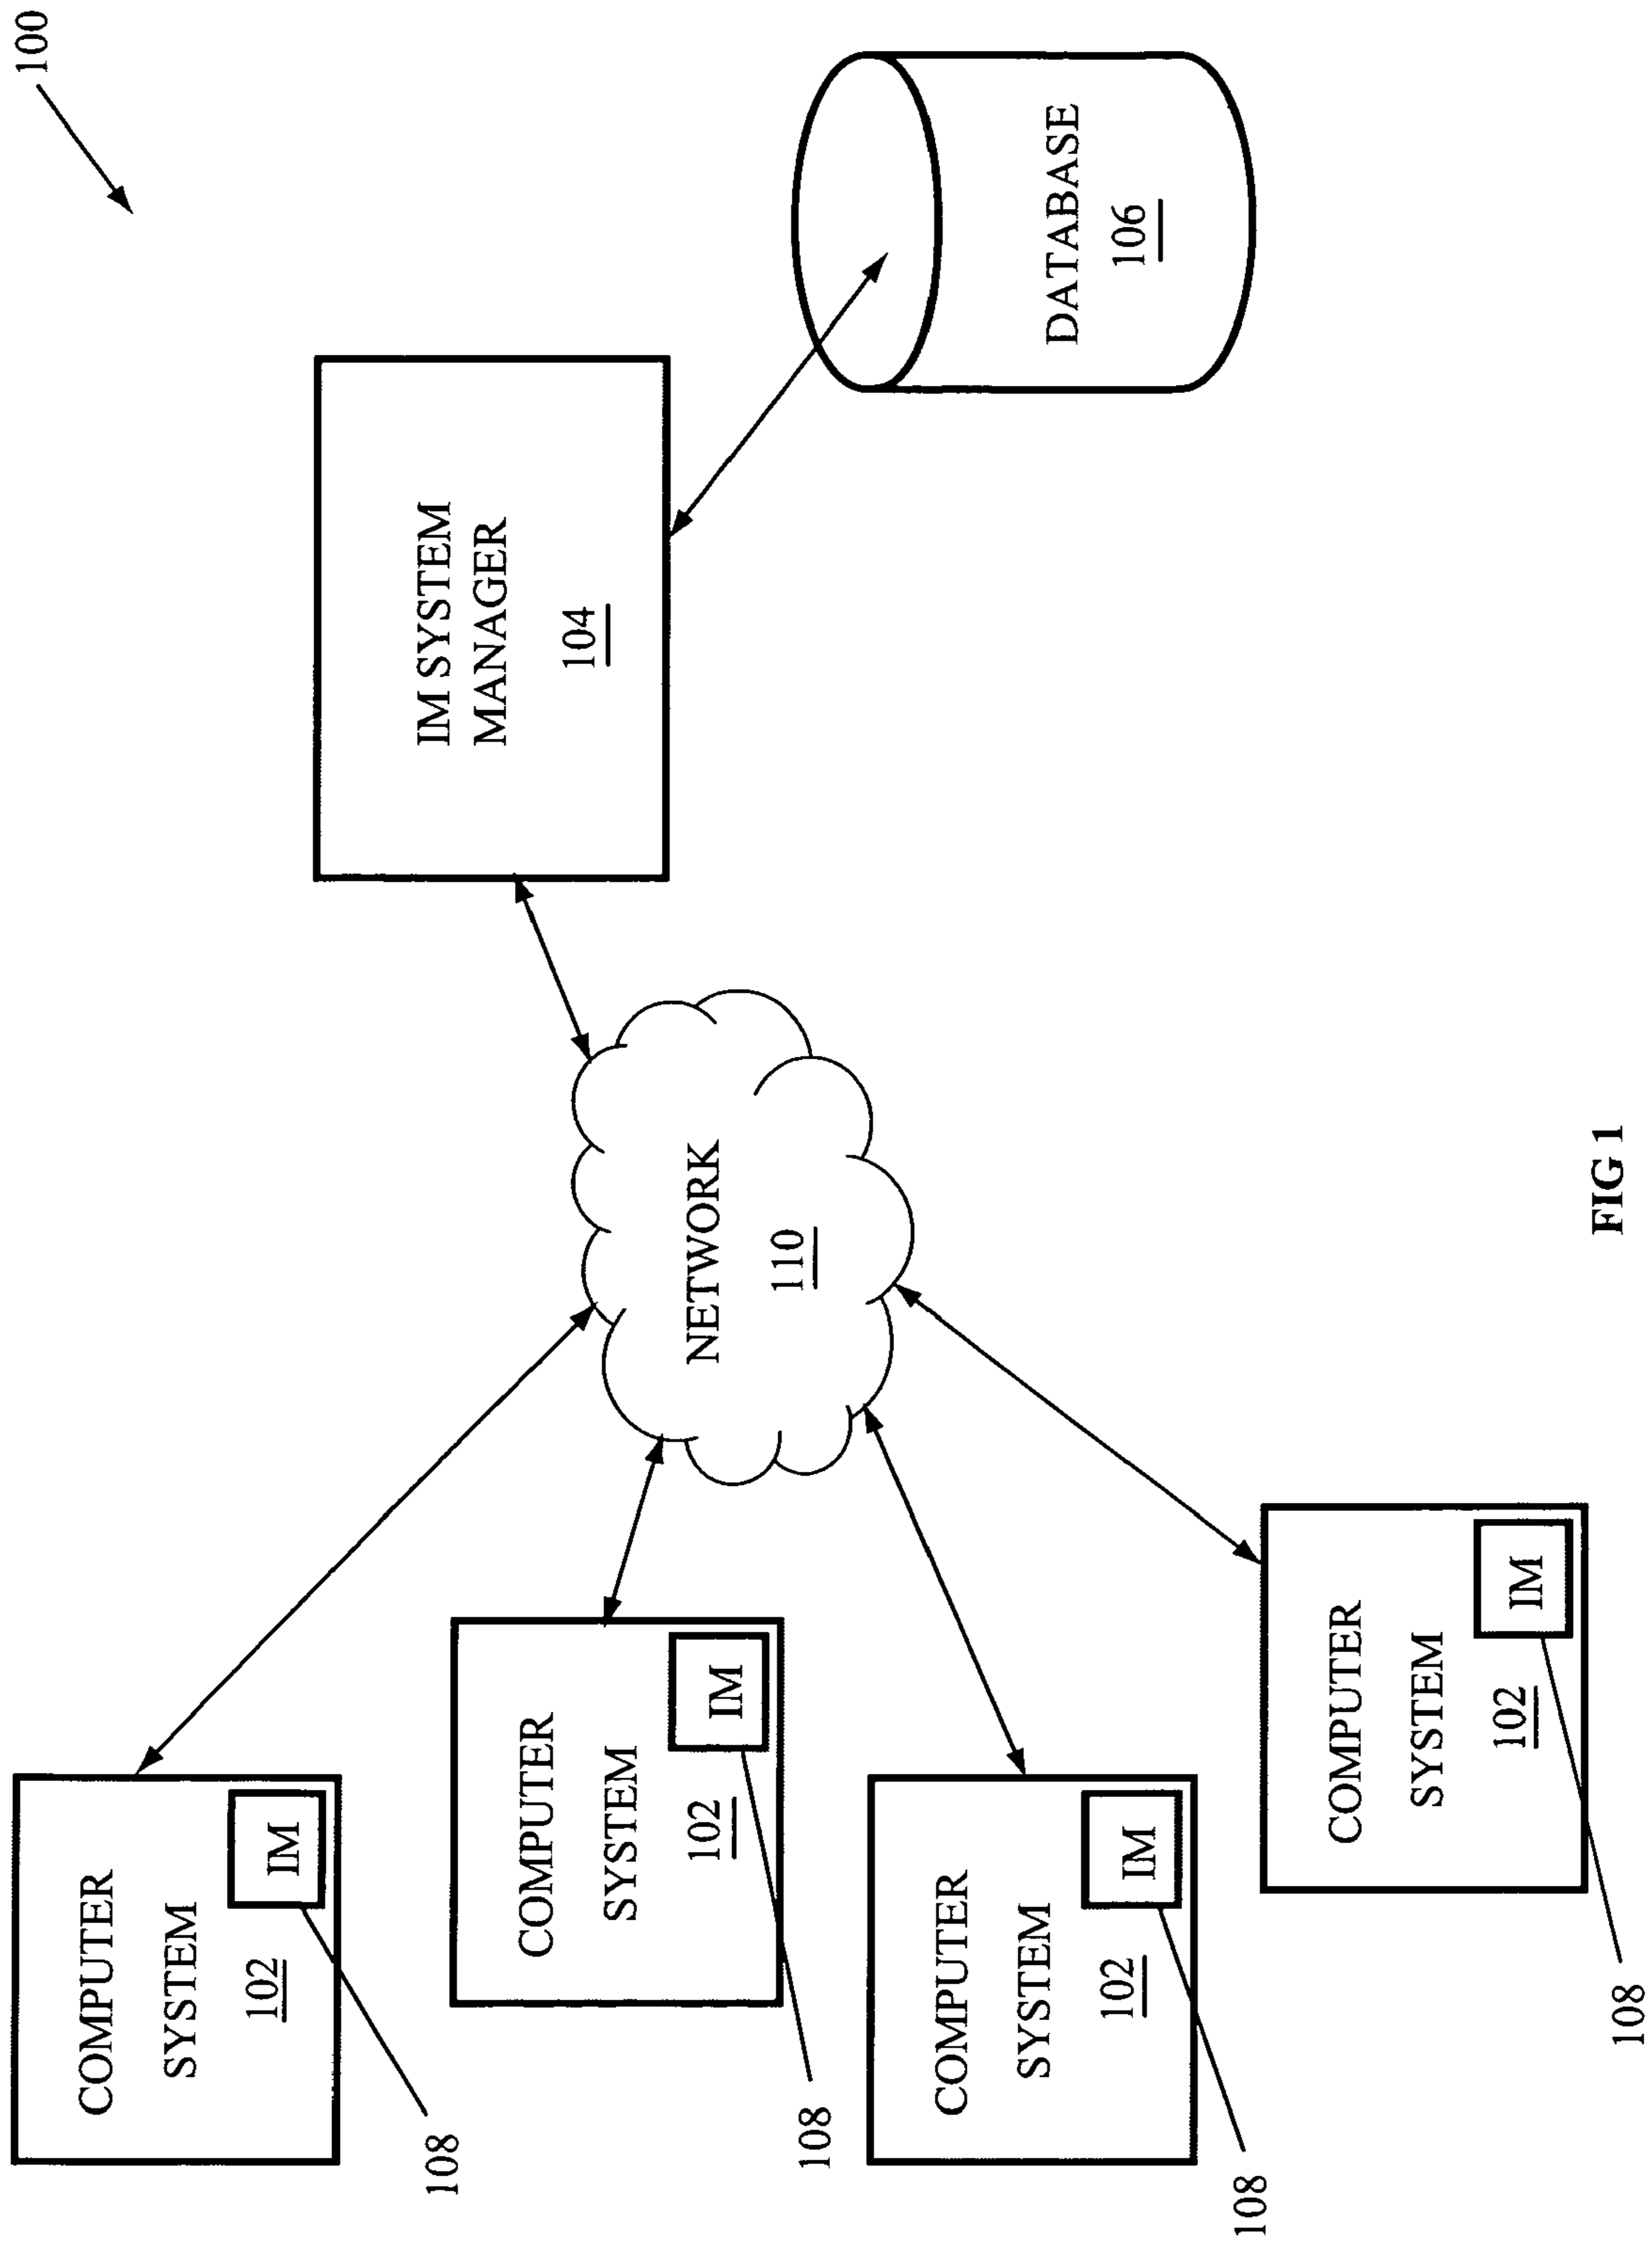 100
COMPUTER
SYSTEM
102
IM
108
COMPUTER
SYSTEM
102
IM
108
COMPUTER
SYSTEM
102
IM
108
COMPUTER
SYSTEM
102
IM
108
NETWORK
110
IM SYSTEM
MANAGER
104
DATABASE
106
FIG 1